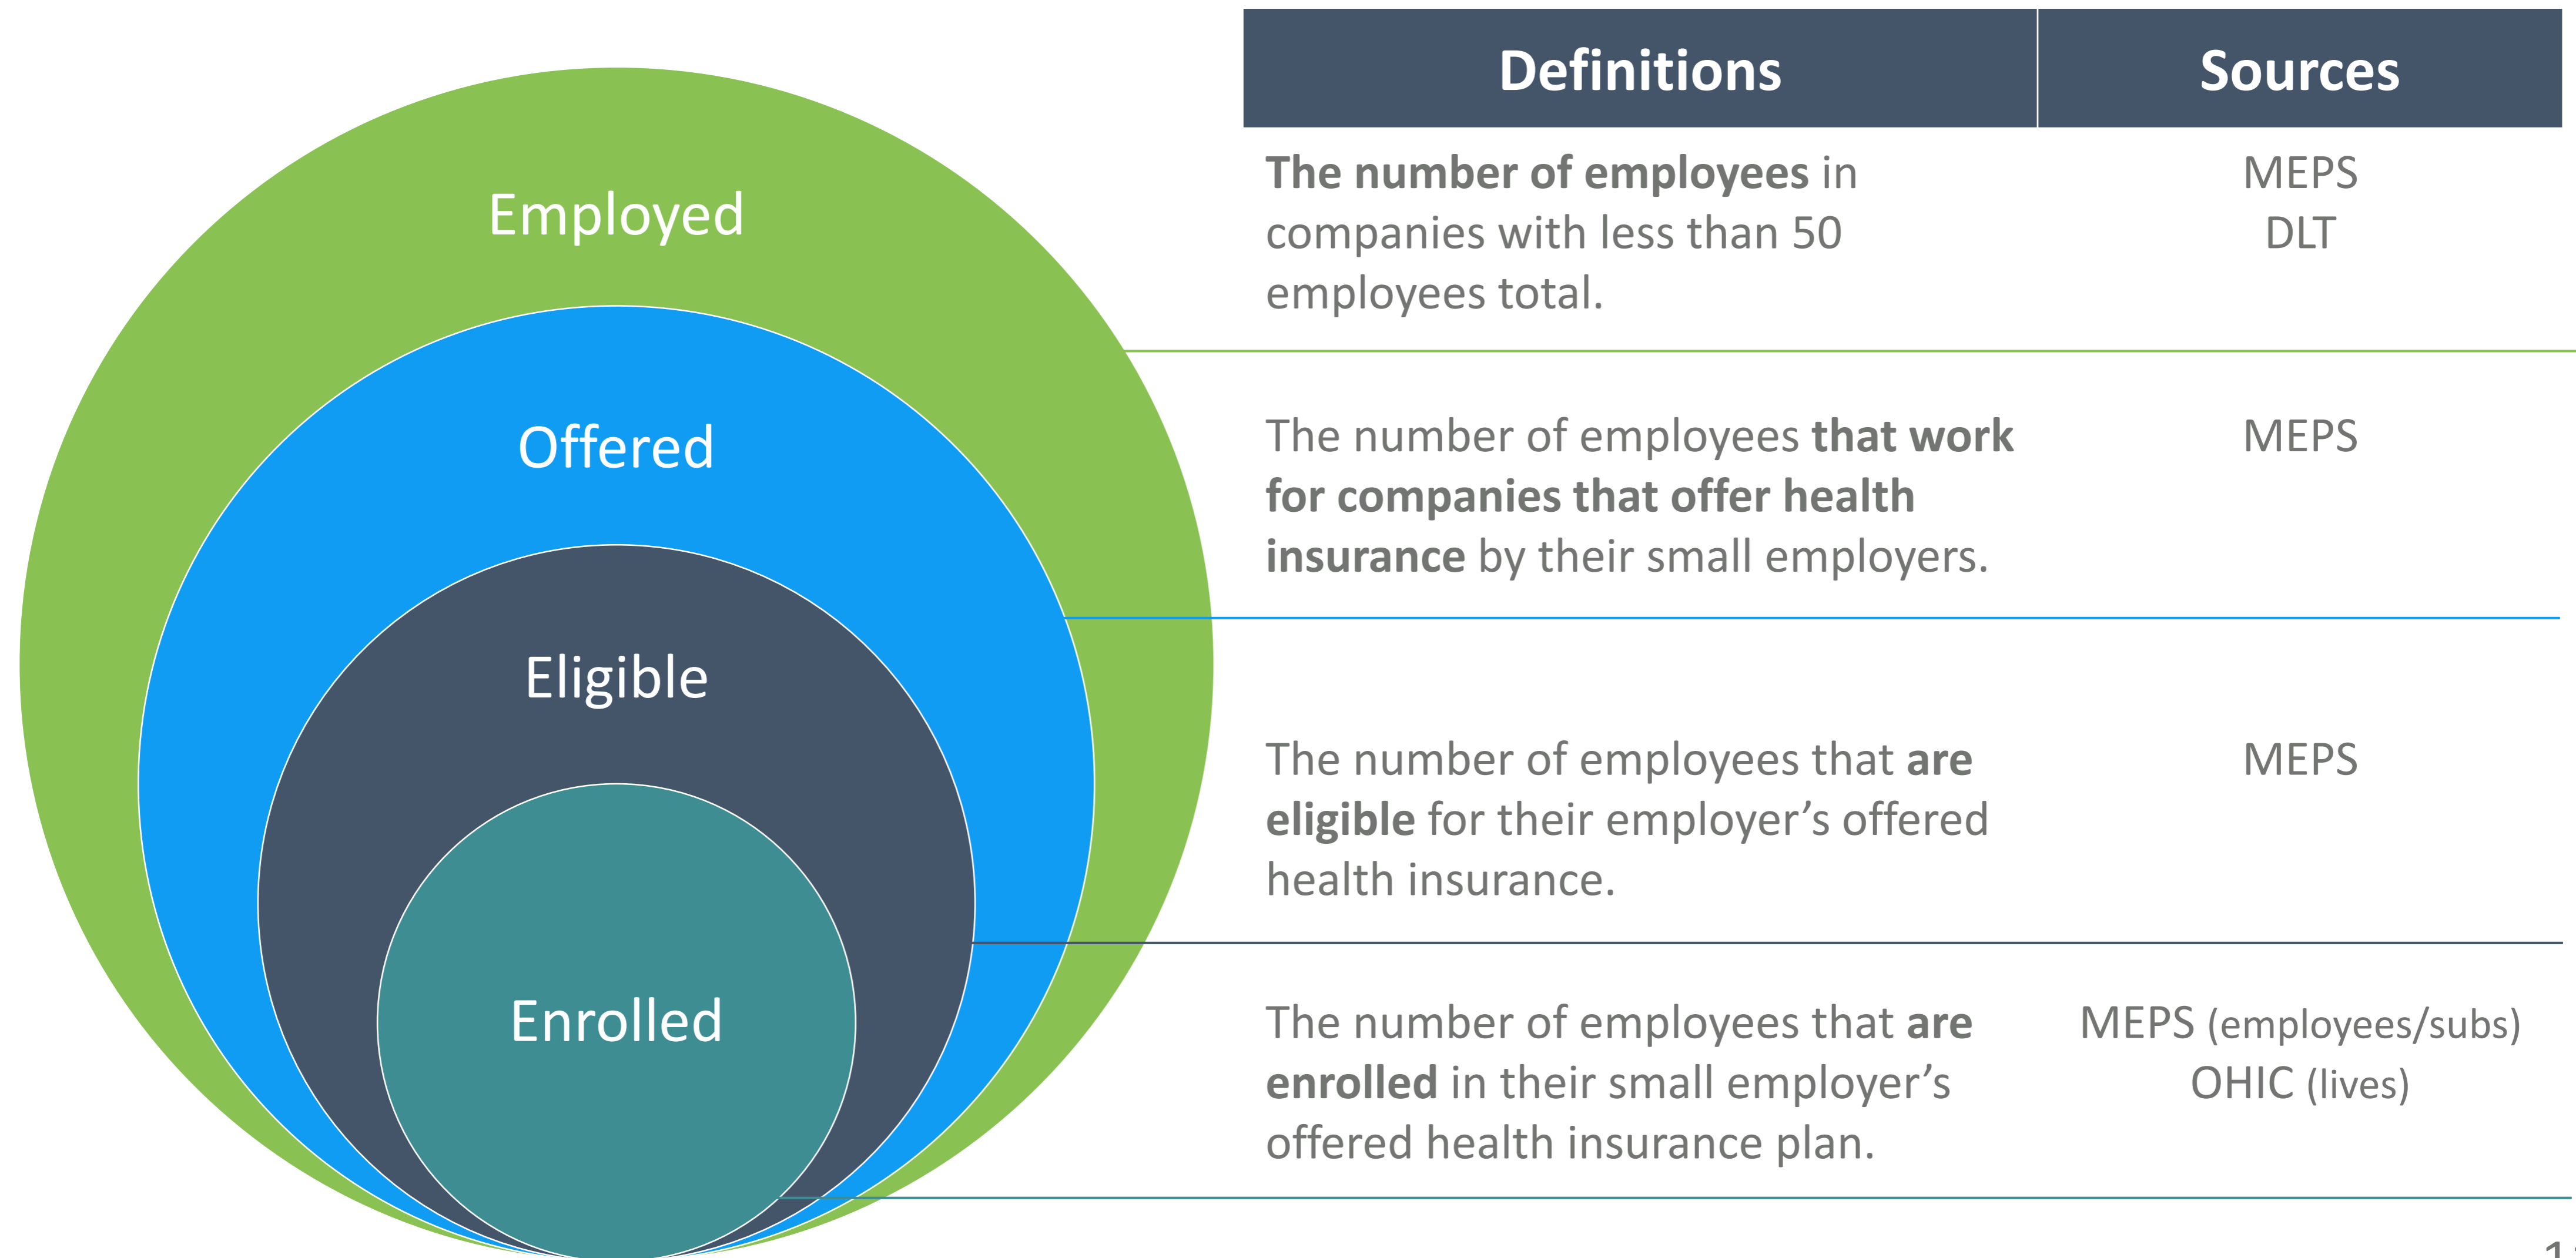 Definitions
Sources
Employed
The number of employees in
companies with less than 50
employees total.
MEPS
DLT
Offered
The number of employees that work
for companies that offer health
insurance by their small employers.
MEPS
Eligible
The number of employees that are
eligible for their employer’s offered
health insurance.
MEPS
Enrolled
The number of employees that are
enrolled in their small employer’s
offered health insurance plan.
MEPS (employees/subs)
OHIC (lives)